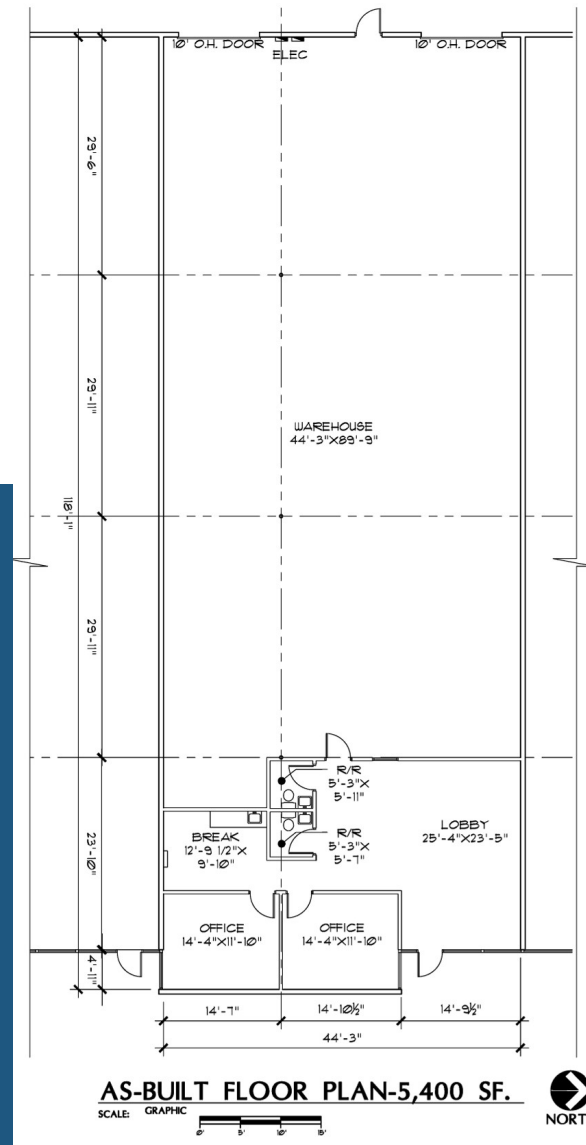 10' O.H. DOOR
ELEC
10' O.H. DOOR
29'-6"
29'-11"
118'-1"
WAREHOUSE
44'-3"X89'-9"
29'-11"
R/R
5'-3"X
5'-11"
BREAK
12'-9 1/2"X
9'-10"
R/R
5'-3"X
5'-7"
LOBBY
25'-4"X23'-5"
23'-10"
OFFICE
14'-4"X11'-10"
OFFICE
14'-4"X11'-10"
4'-11"
14'-7"
14'-10½"
14'-9½"
44'-3"
AS-BUILT FLOOR PLAN-5,400 SF.
SCALE: GRAPHIC
0' 5' 10' 15'
NORT